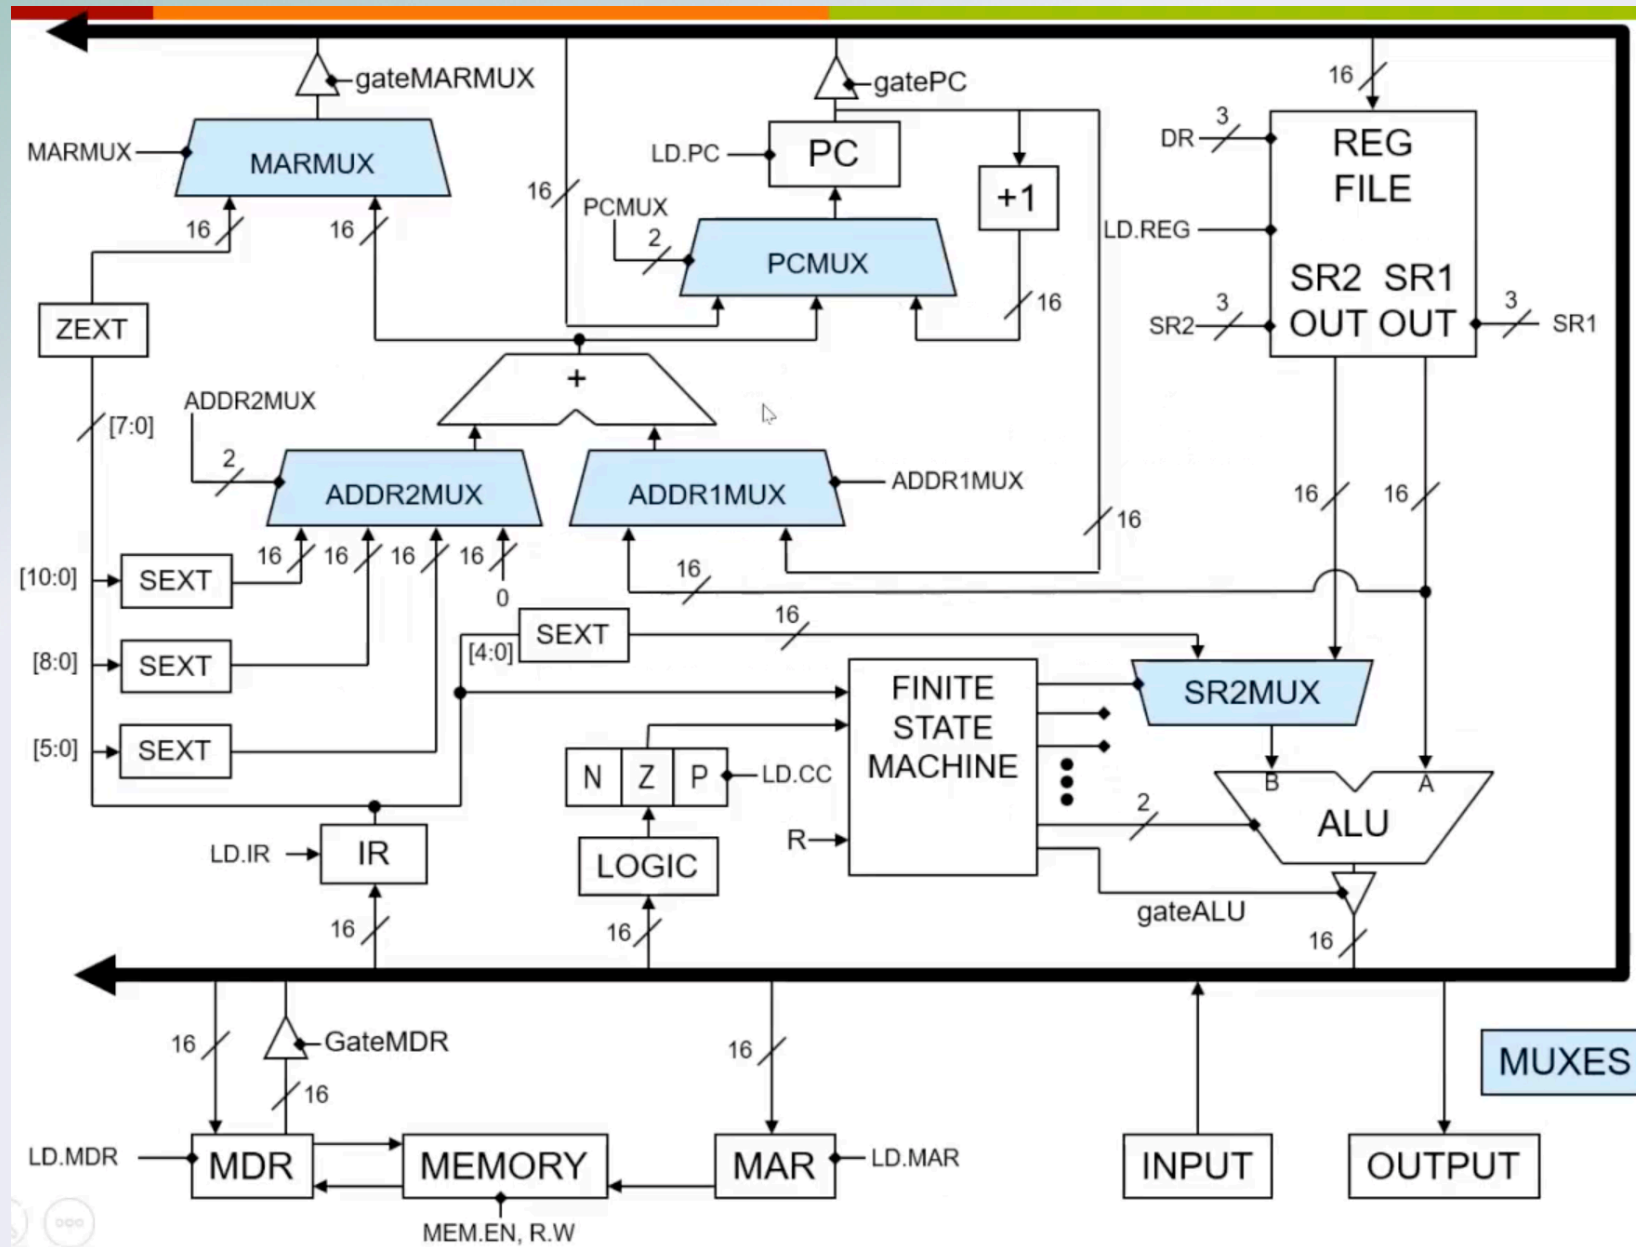 gateMARMUX
gatePC
16
MARMUX
MARMUX
LD.PC
PC
DR
3
REG
FILE
16
16
16
PCMUX
2
PCMUX
+1
16
LD.REG
ZEXT
SR2 SR1
OUT OUT
SR2
3
3
SR1
+
[7:0]
ADDR2MUX
2
ADDR2MUX
ADDR1MUX
ADDR1MUX
16
16
16
16
16
16
16
0
[10:0]
SEXT
16
[8:0]
SEXT
[5:0]
SEXT
[4:0]
SEXT
16
FINITE
STATE
MACHINE
SR2MUX
N Z P
LD.CC
B
A
2
ALU
LD.IR
IR
LOGIC
R
gateALU
16
16
16
16
GateMDR
16
16
MUXES
LD.MDR
MDR
MEMORY
MAR
LD.MAR
INPUT
OUTPUT
MEM.EN, R.W